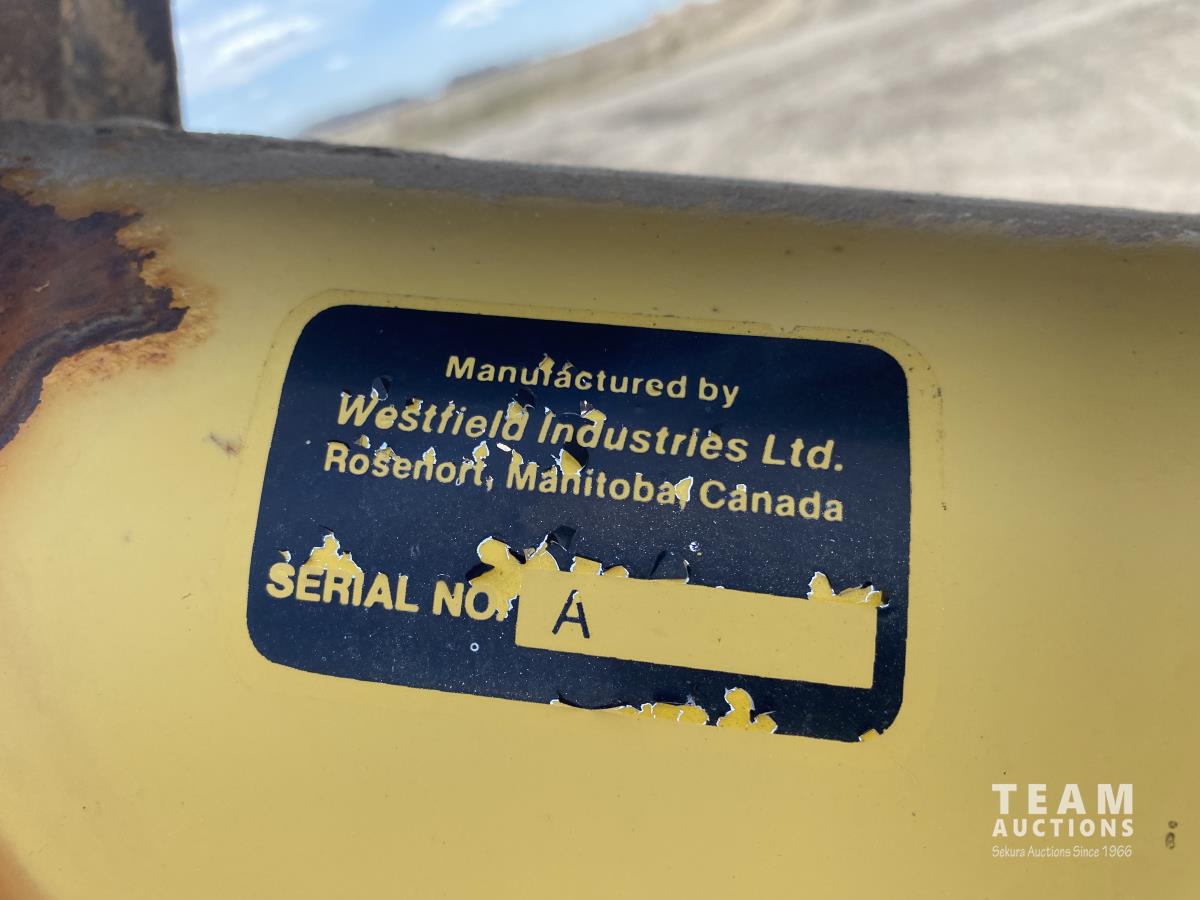 Manufactured by
Westfield Industries Ltd.
Rosenort, Manitoba, Canada
SERIAL NO. A
TEAM
AUCTIONS
Sekura Auctions Since 1966